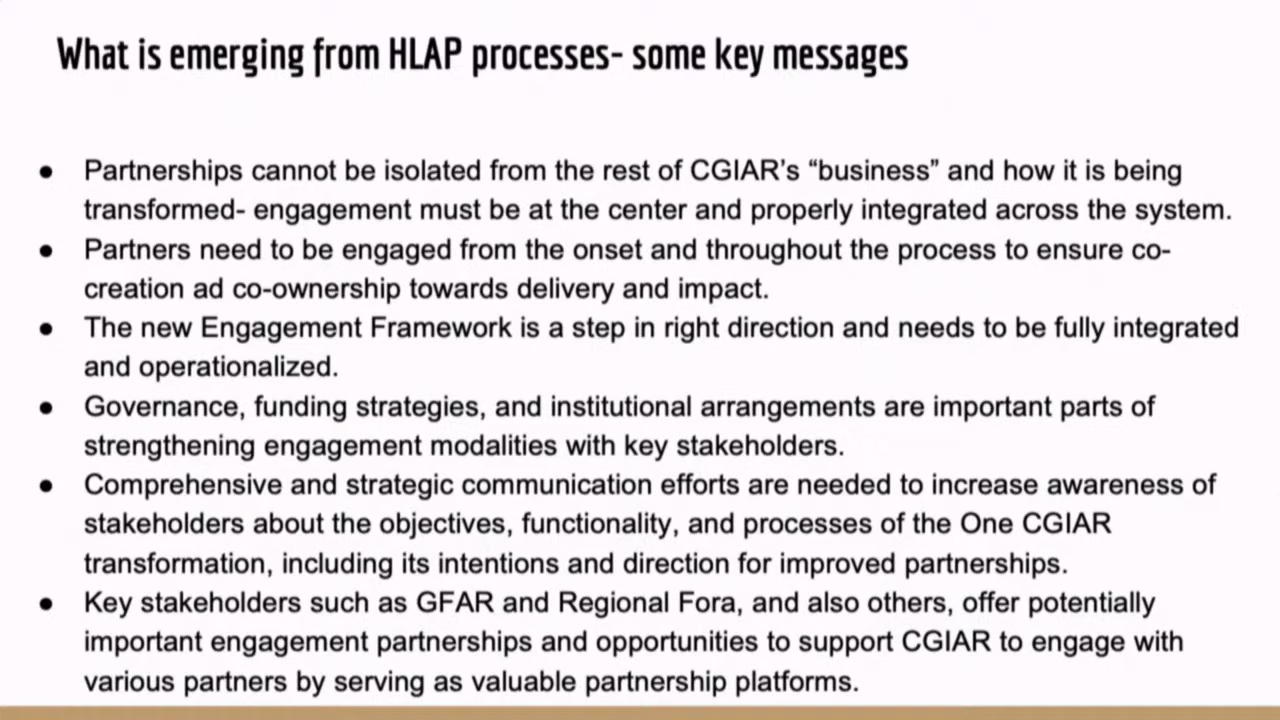 What is emerging from HLAP processes- some key messages
● Partnerships cannot be isolated from the rest of CGIAR's “business” and how it is being
transformed- engagement must be at the center and properly integrated across the system.
● Partners need to be engaged from the onset and throughout the process to ensure co-
creation ad co-ownership towards delivery and impact.
● The new Engagement Framework is a step in right direction and needs to be fully integrated
and operationalized.
● Governance, funding strategies, and institutional arrangements are important parts of
strengthening engagement modalities with key stakeholders.
● Comprehensive and strategic communication efforts are needed to increase awareness of
stakeholders about the objectives, functionality, and processes of the One CGIAR
transformation, including its intentions and direction for improved partnerships.
● Key stakeholders such as GFAR and Regional Fora, and also others, offer potentially
important engagement partnerships and opportunities to support CGIAR to engage with
various partners by serving as valuable partnership platforms.